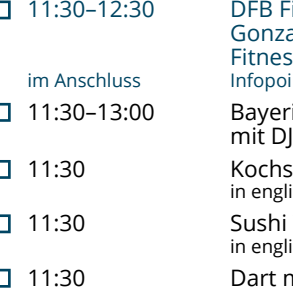 11:30–12:30 DFB Fi
Gonza
Fitnes
im Anschluss Infopoi
11:30–13:00 Bayeri
mit DJ
11:30 Kochs
in engli
11:30 Sushi
in engli
11:30 Dart n